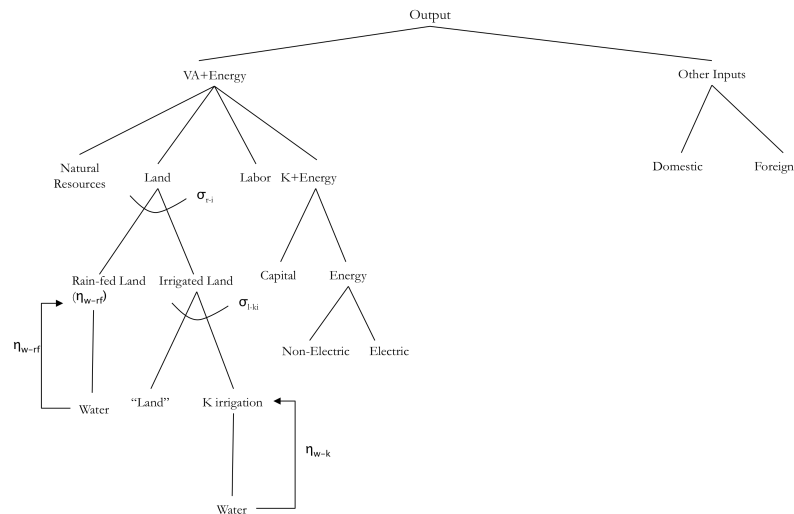 Output
VA+Energy
Other Inputs
Natural
Resources
Land
Labor
K+Energy
Domestic
Foreign
σr-i
Rain-fed Land
(ηw-rf)
Irrigated Land
Capital
Energy
σl-ki
ηw-rf
Non-Electric
Electric
Water
“Land”
K irrigation
ηw-k
Water